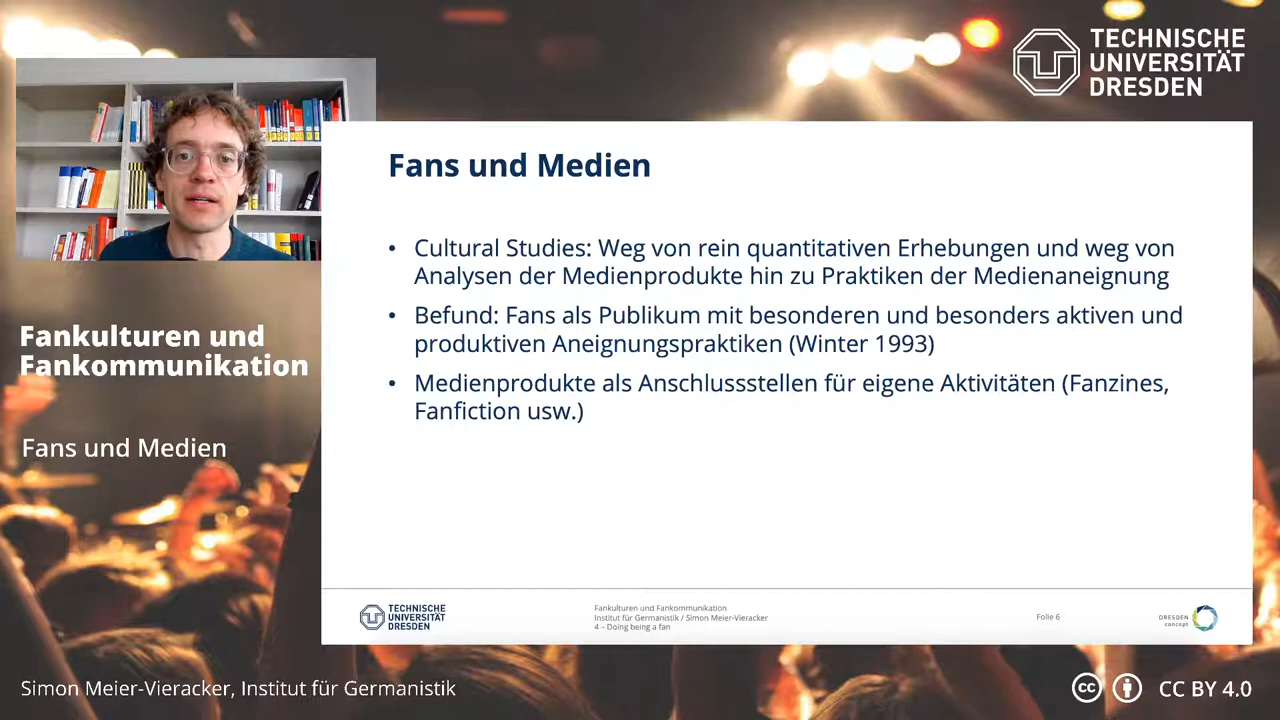 TECHNISCHE
UNIVERSITÄT
DRESDEN
Fans und Medien
• Cultural Studies: Weg von rein quantitativen Erhebungen und weg von
Analysen der Medienprodukte hin zu Praktiken der Medienaneignung
• Befund: Fans als Publikum mit besonderen und besonders aktiven und
produktiven Aneignungspraktiken (Winter 1993)
• Medienprodukte als Anschlussstellen für eigene Aktivitäten (Fanzines,
Fanfiction usw.)
Fankulturen und
Fankommunikation
Fans und Medien
TECHNISCHE
UNIVERSITÄT
DRESDEN
Fankulturen und Fankommunikation
Institut für Germanistik / Simon Meier-Vieracker
4 – Doing being a fan
Folie 6
DRESDEN
concept
Simon Meier-Vieracker, Institut für Germanistik
cc
CC BY 4.0